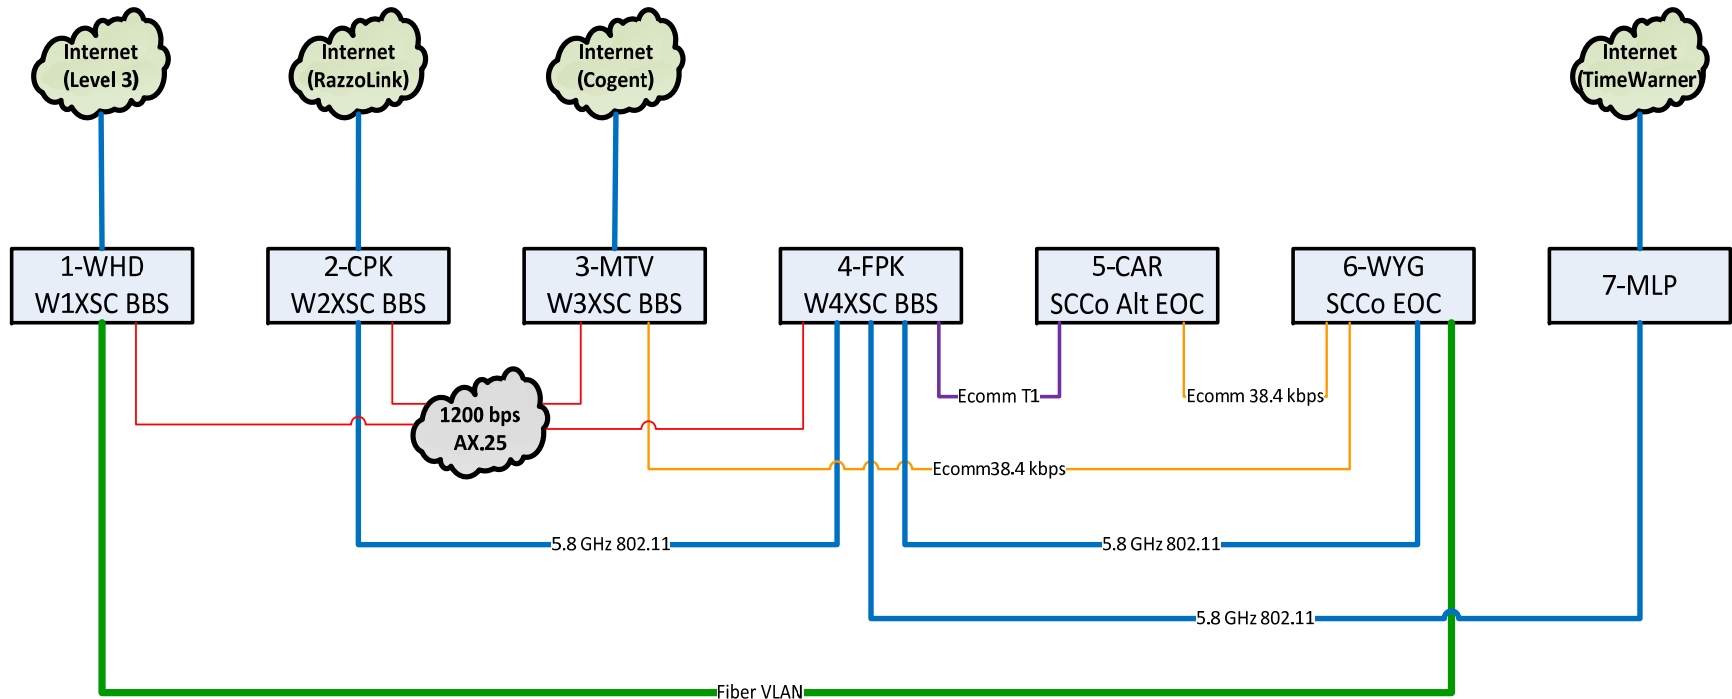 Internet
(Level 3)
Internet
(RazzoLink)
Internet
(Cogent)
Internet
(TimeWarner)
1-WHD
W1XSC BBS
2-CPK
W2XSC BBS
3-MTV
W3XSC BBS
4-FPK
W4XSC BBS
5-CAR
SCCo Alt EOC
6-WYG
SCCo EOC
7-MLP
1200 bps
AX.25
Ecomm T1
Ecomm 38.4 kbps
Ecomm38.4 kbps
5.8 GHz 802.11
5.8 GHz 802.11
5.8 GHz 802.11
Fiber VLAN